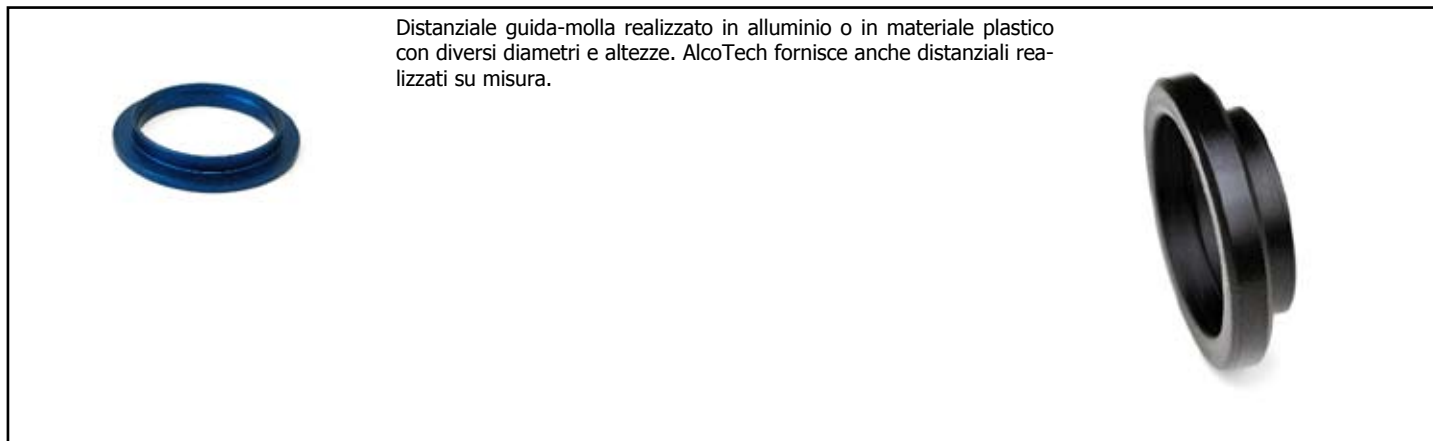 Distanziale guida-molla realizzato in alluminio o in materiale plastico
con diversi diametri e altezze. AlcoTech fornisce anche distanziali rea-
lizzati su misura.